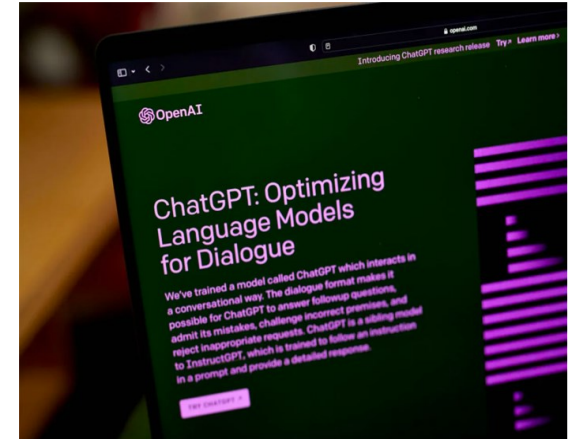 openai.com
Introducing ChatGPT research release Try↗ Learn more›
OpenAI
ChatGPT: Optimizing
Language Models
for Dialogue
We've trained a model called ChatGPT which interacts in
a conversational way. The dialogue format makes it
possible for ChatGPT to answer followup questions,
admit its mistakes, challenge incorrect premises, and
reject inappropriate requests. ChatGPT is a sibling model
to InstructGPT, which is trained to follow an instruction
in a prompt and provide a detailed response.
TRY CHATGPT ↗